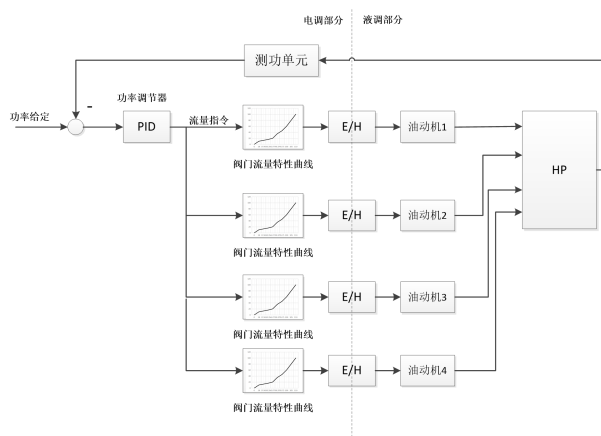 电调部分
液调部分
测功单元
功率给定
-
功率调节器
PID
流量指令
阀门流量特性曲线
E/H
油动机1
HP
阀门流量特性曲线
E/H
油动机2
阀门流量特性曲线
E/H
油动机3
阀门流量特性曲线
E/H
油动机4